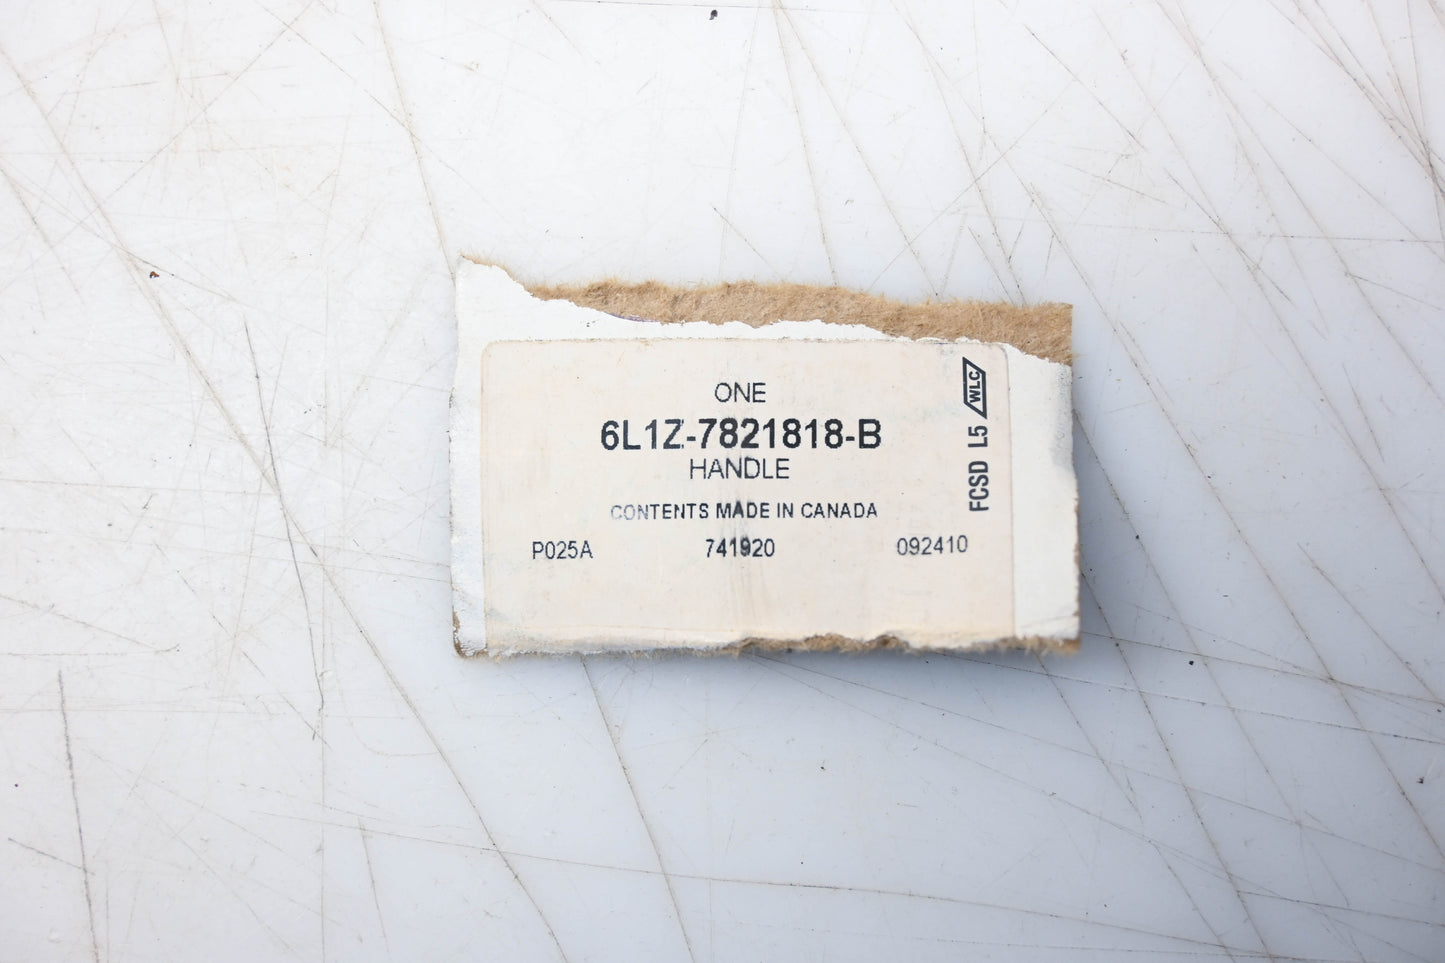 ONE
6L1Z-7821818-B
HANDLE
CONTENTS MADE IN CANADA
P025A 741920 092410
FCSD L5 WLC